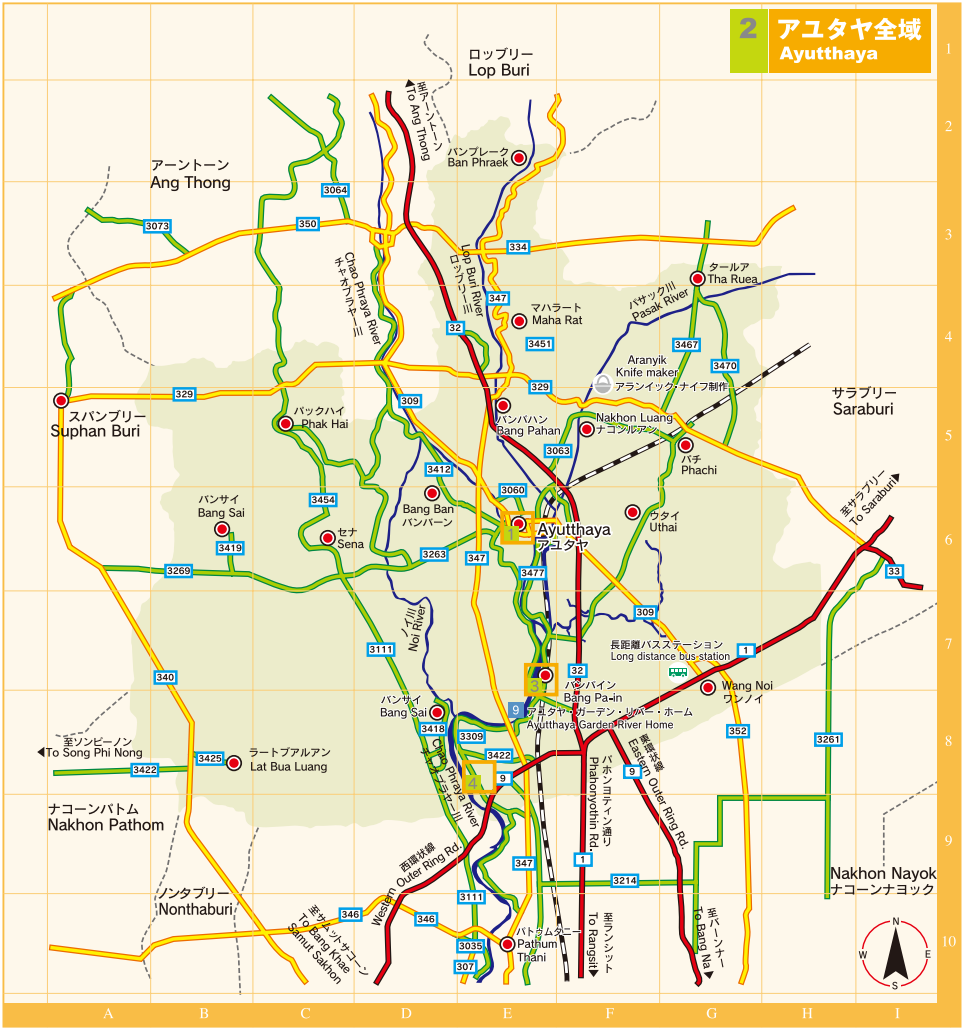 2
アユタヤ全域
Ayutthaya
1
ロッブリー
Lop Buri
至アーントーン
To Ang Thong
2
バンプレーク
Ban Phraek
アーントーン
Ang Thong
3064
3073
350
3
334
Chao Phraya River
チャオプラヤー川
Lop Buri River
ロッブリー川
タールア
Tha Ruea
パサック川
Pasak River
347
マハラート
Maha Rat
32
3451
4
3467
3470
Aranyik
Knife maker
アランイック・ナイフ制作
329
329
サラブリー
Saraburi
309
スパンブリー
Suphan Buri
パックハイ
Phak Hai
バンパハン
Bang Pahan
Nakhon Luang
ナコンルアン
5
3063
パチ
Phachi
3412
バンサイ
Bang Sai
3454
Bang Ban
バンバーン
3060
至サラブリー
To Saraburi
ウタイ
Uthai
セナ
Sena
1
Ayutthaya
アユタヤ
6
3419
3263
347
3269
3477
33
ノイ川
Noi River
309
3111
長距離バスステーション
Long distance bus station
1
7
340
32
3
バンパイン
Bang Pa-in
Wang Noi
ワンノイ
バンサイ
Bang Sai
9
アユタヤ・ガーデン・リバー・ホーム
Ayutthaya Garden River Home
3418
3309
352
3261
8
至ソンピーノン
To Song Phi Nong
ラートブアルアン
Lat Bua Luang
3425
3422
3422
Chao Phraya River
チャオプラヤー川
4
9
パホンヨティン通り
Phahonyothin Rd.
東環状線
Eastern Outer Ring Rd.
9
ナコーンパトム
Nakhon Pathom
西環状線
Western Outer Ring Rd.
9
347
1
3214
Nakhon Nayok
ナコーンナヨック
ノンタブリー
Nonthaburi
3111
346
346
至サムットサコーン
To Bang Khae
Samut Sakhon
パトゥムタニー
Pathum
Thani
3035
307
至ランシット
To Rangsit
至バーンナー
To Bang Na
10
N
W
E
S
A
B
C
D
E
F
G
H
I